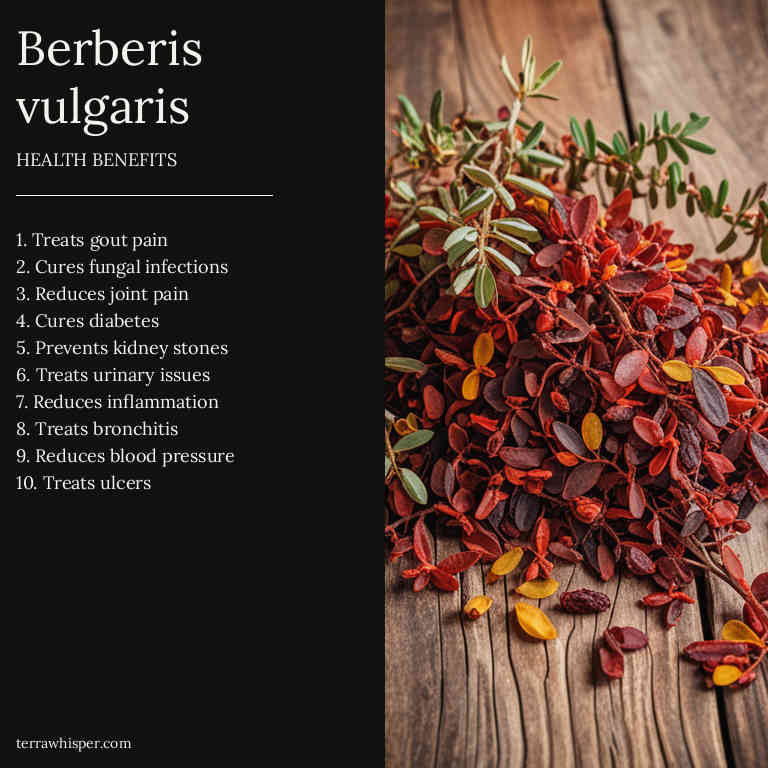 Berberis
vulgaris
HEALTH BENEFITS
1. Treats gout pain
2. Cures fungal infections
3. Reduces joint pain
4. Cures diabetes
5. Prevents kidney stones
6. Treats urinary issues
7. Reduces inflammation
8. Treats bronchitis
9. Reduces blood pressure
10. Treats ulcers
terrawhisper.com